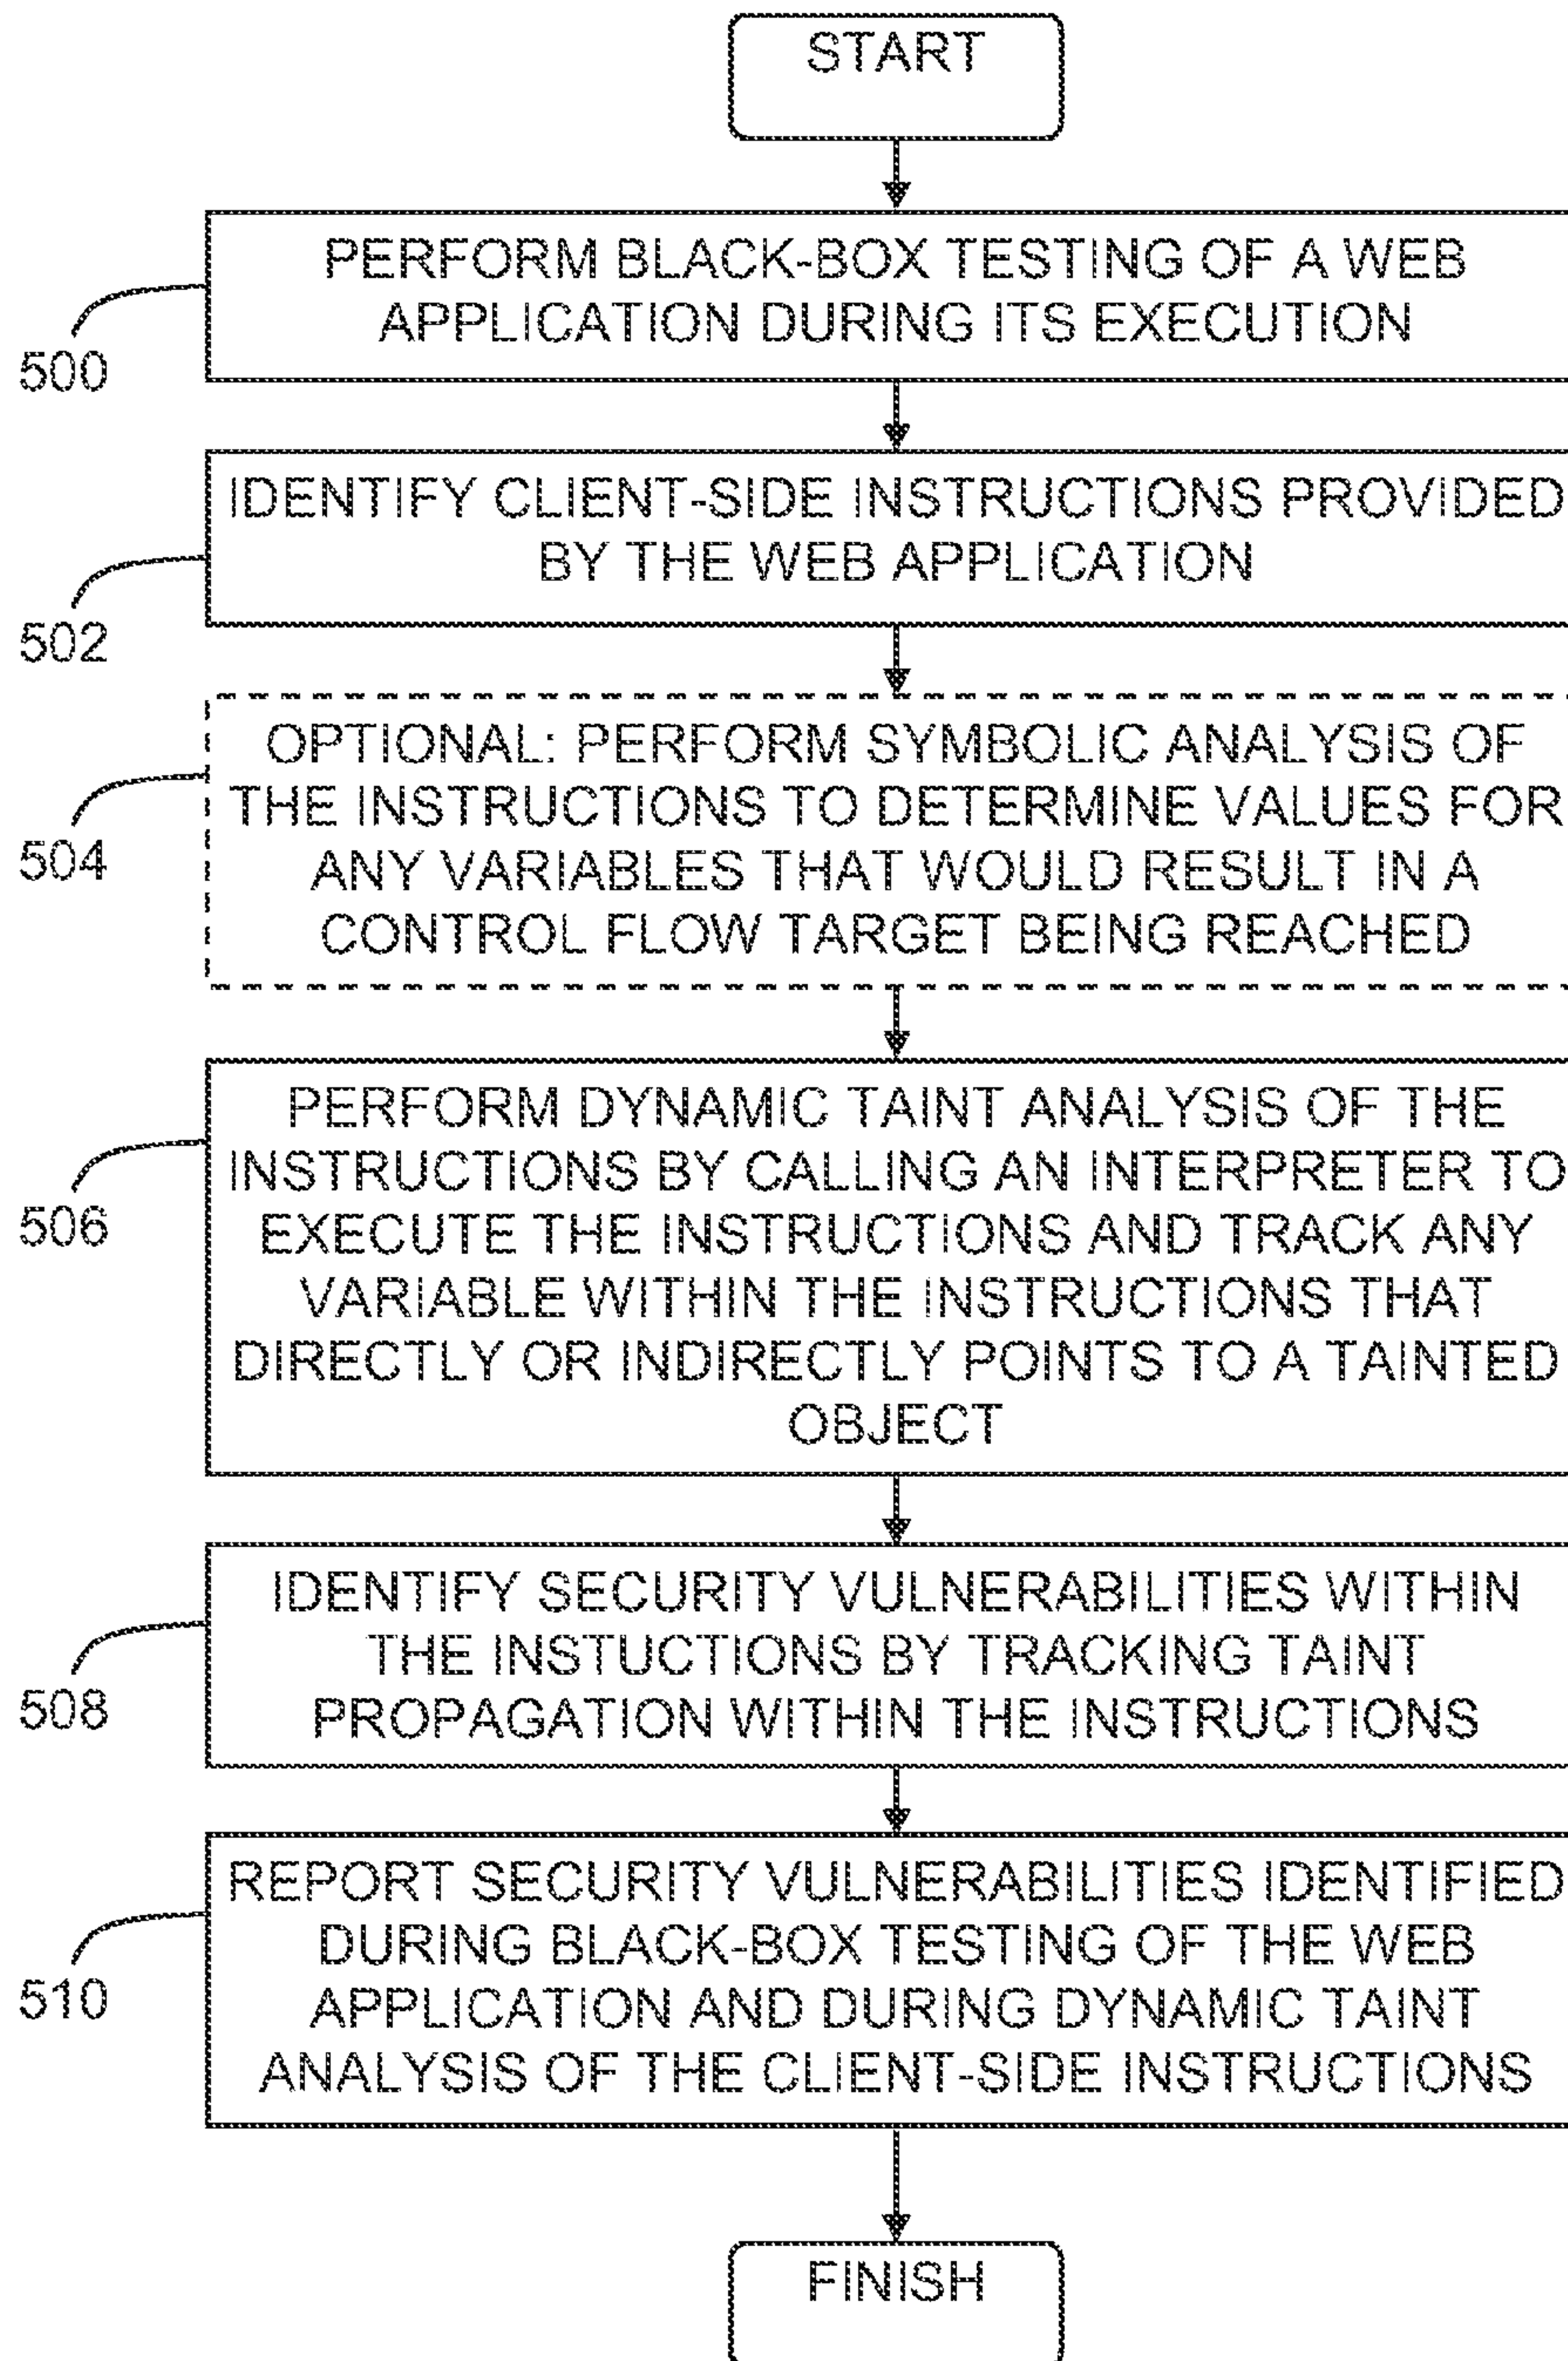 START
PERFORM BLACK-BOX TESTING OF A WEB
APPLICATION DURING ITS EXECUTION
500
IDENTIFY CLIENT-SIDE INSTRUCTIONS PROVIDED
BY THE WEB APPLICATION
502
OPTIONAL: PERFORM SYMBOLIC ANALYSIS OF
THE INSTRUCTIONS TO DETERMINE VALUES FOR
ANY VARIABLES THAT WOULD RESULT IN A
CONTROL FLOW TARGET BEING REACHED
504
PERFORM DYNAMIC TAINT ANALYSIS OF THE
INSTRUCTIONS BY CALLING AN INTERPRETER TO
EXECUTE THE INSTRUCTIONS AND TRACK ANY
VARIABLE WITHIN THE INSTRUCTIONS THAT
DIRECTLY OR INDIRECTLY POINTS TO A TAINTED
OBJECT
506
IDENTIFY SECURITY VULNERABILITIES WITHIN
THE INSTUCTIONS BY TRACKING TAINT
PROPAGATION WITHIN THE INSTRUCTIONS
508
REPORT SECURITY VULNERABILITIES IDENTIFIED
DURING BLACK-BOX TESTING OF THE WEB
APPLICATION AND DURING DYNAMIC TAINT
ANALYSIS OF THE CLIENT-SIDE INSTRUCTIONS
510
FINISH